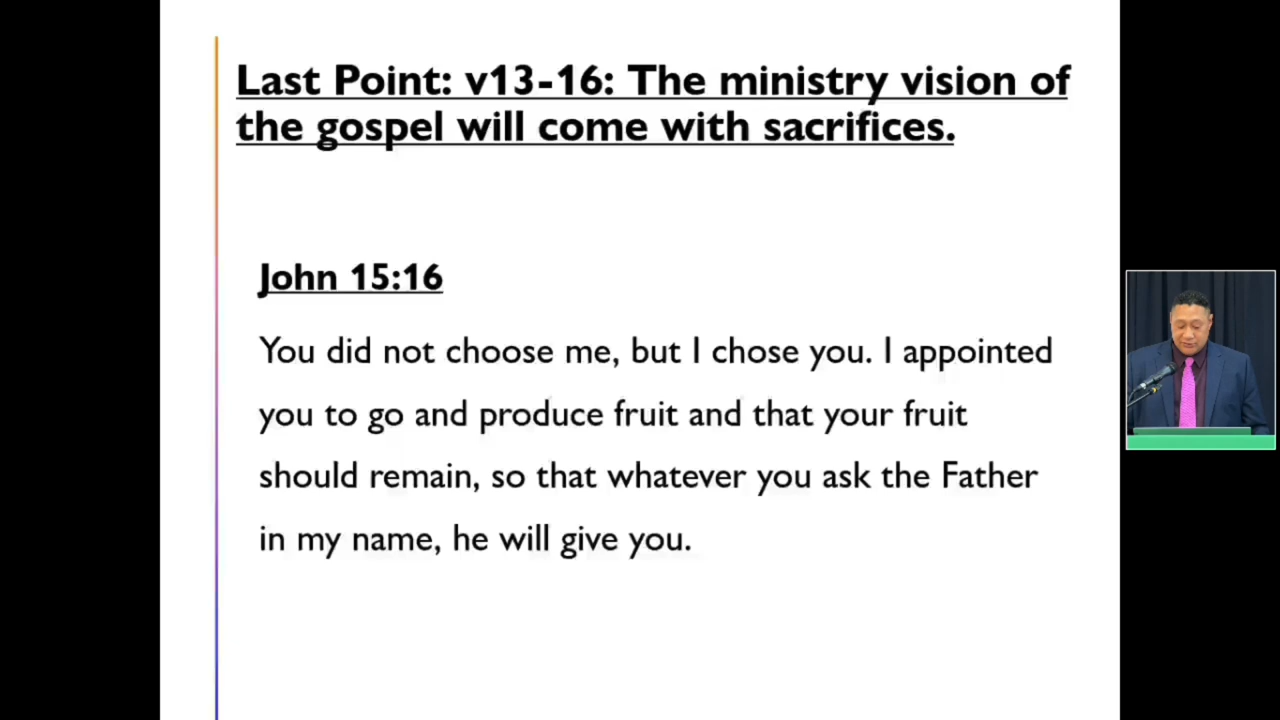 Last Point: v13-16: The ministry vision of
the gospel will come with sacrifices.
John 15:16
You did not choose me, but I chose you. I appointed
you to go and produce fruit and that your fruit
should remain, so that whatever you ask the Father
in my name, he will give you.